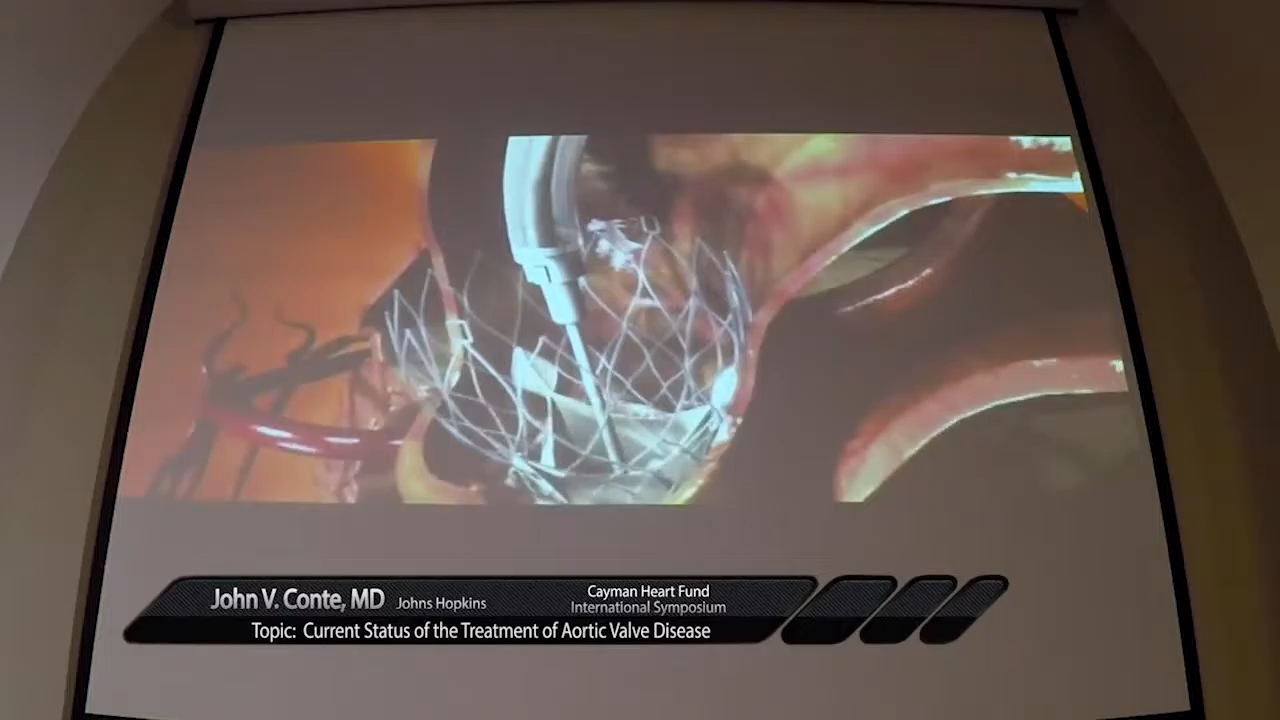 John V. Conte, MD Johns Hopkins
Cayman Heart Fund
International Symposium
Topic: Current Status of the Treatment of Aortic Valve Disease